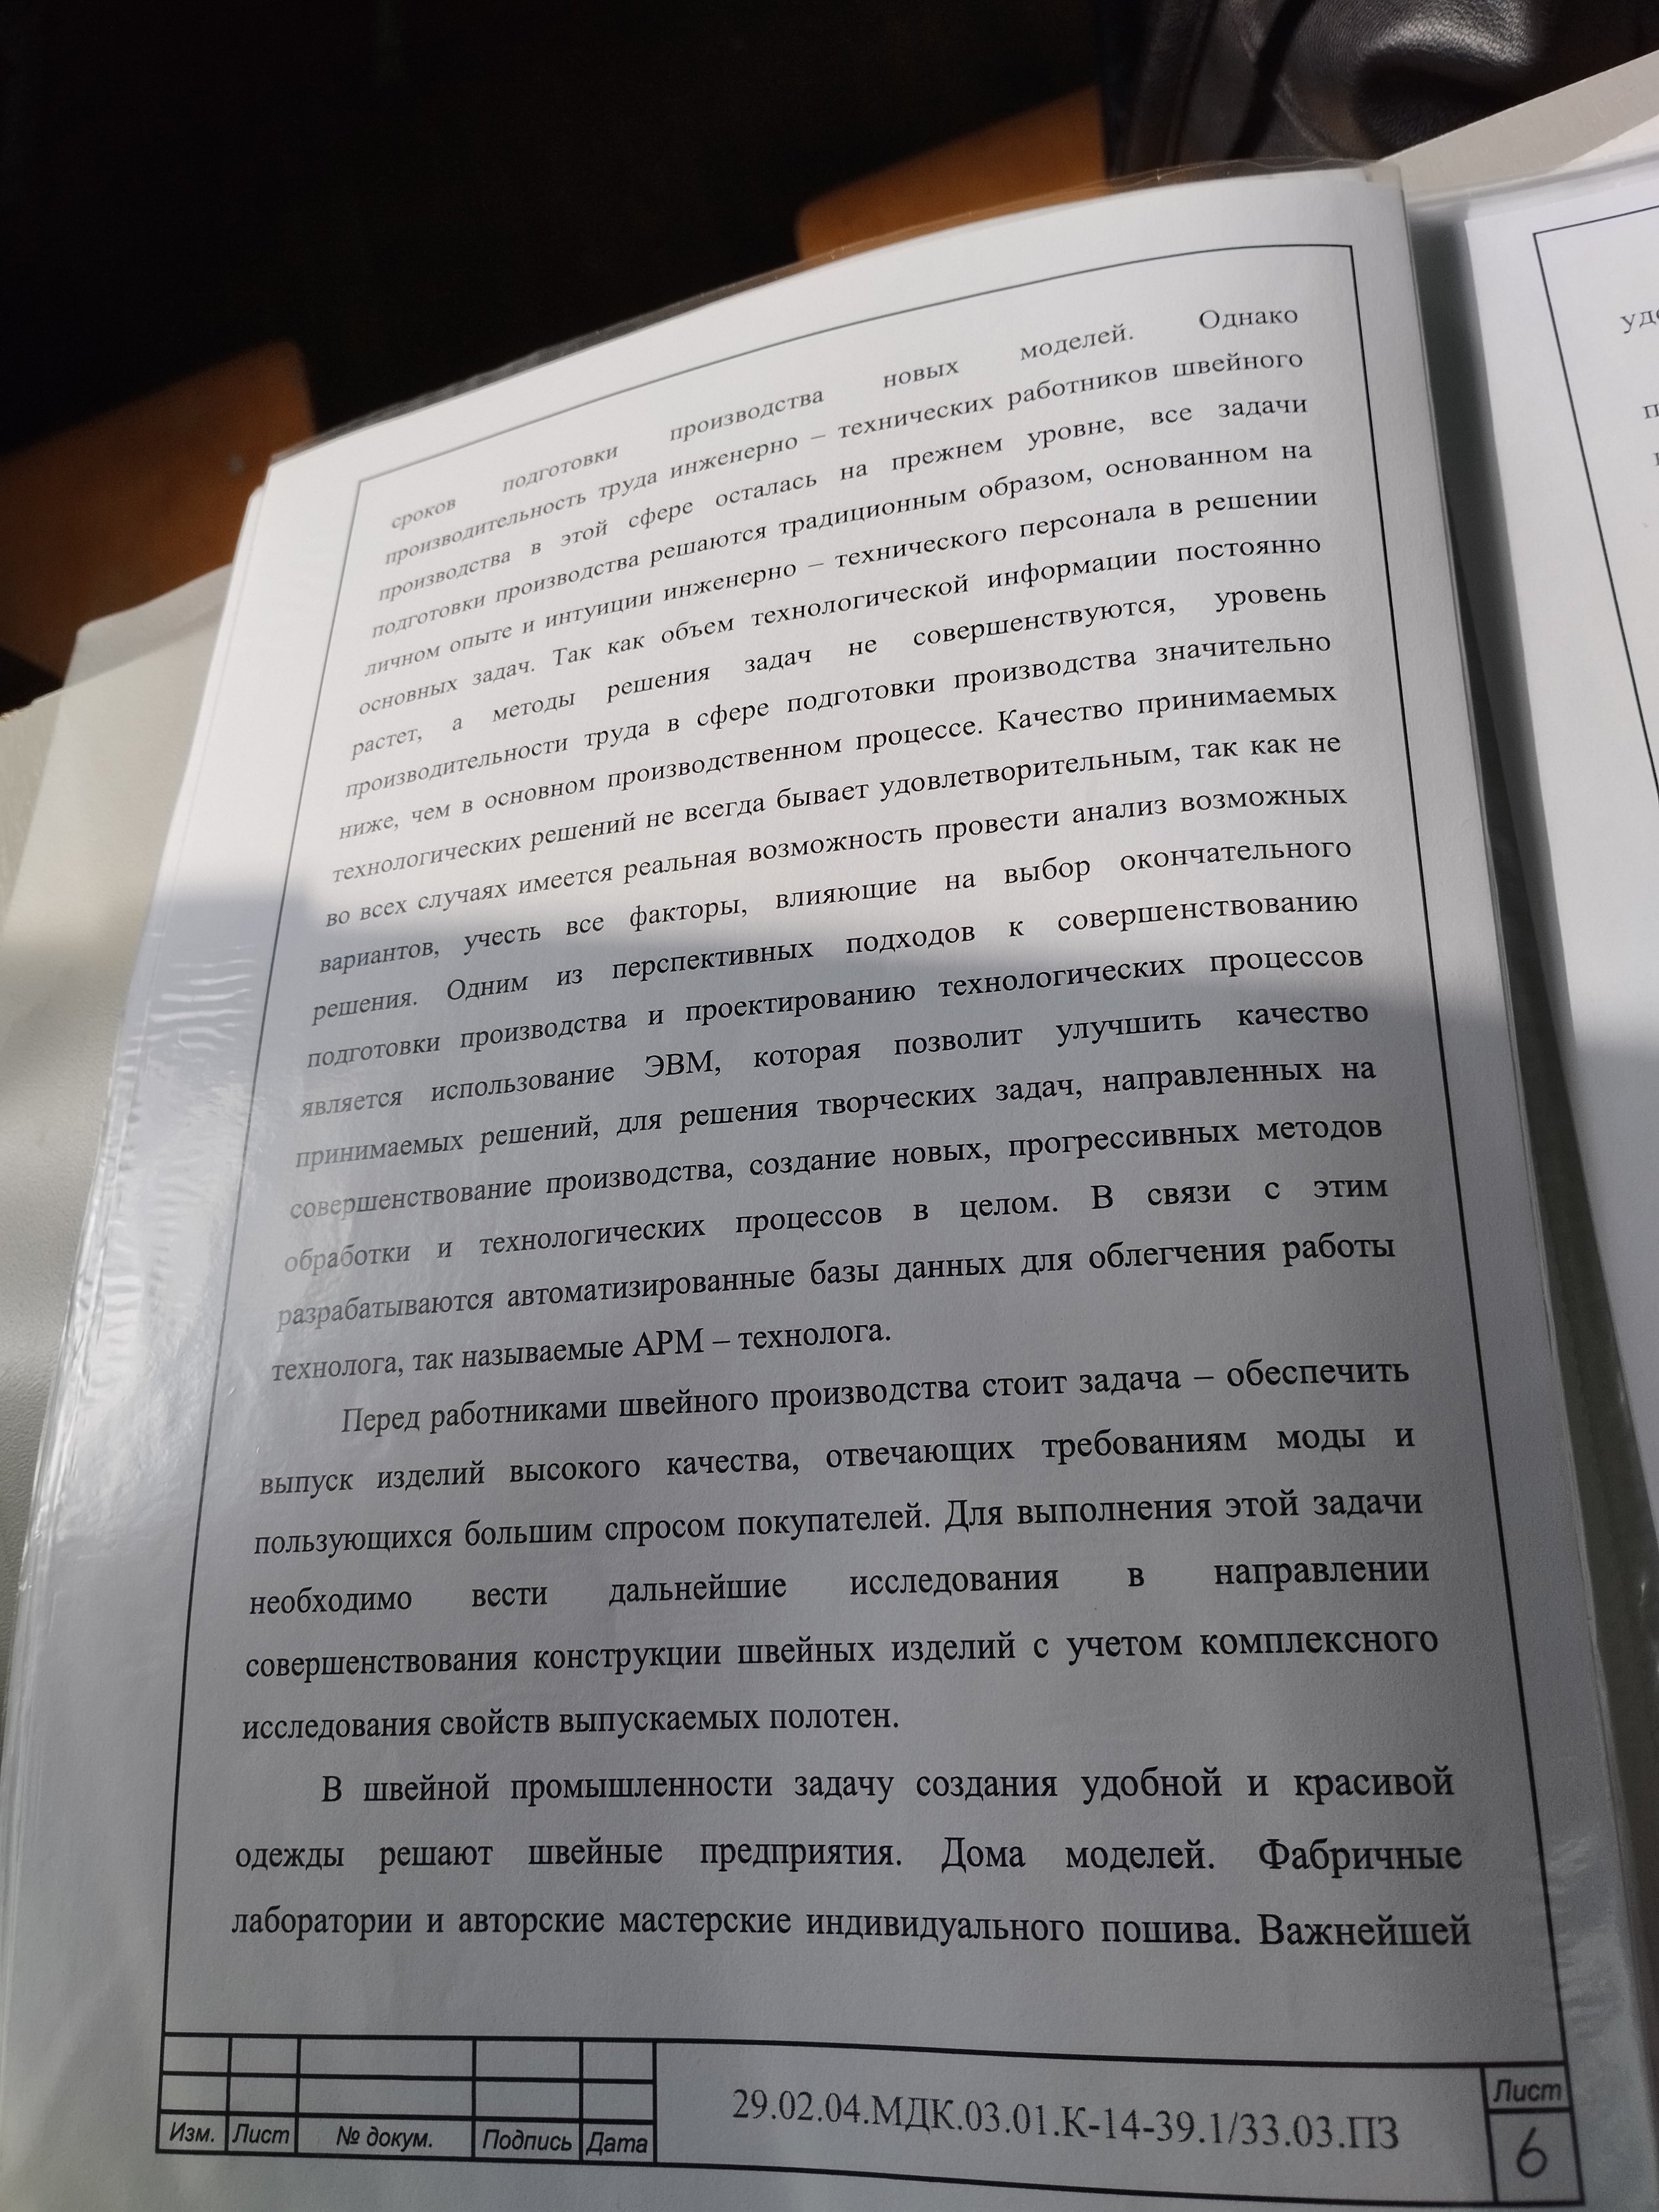 сроков подготовки производства новых моделей. Однако
производительность труда инженерно – технических работников швейного
производства в этой сфере осталась на прежнем уровне, все задачи
подготовки производства решаются традиционным образом, основанном на
личном опыте и интуиции инженерно – технического персонала в решении
основных задач. Так как объем технологической информации постоянно
растет, а методы решения задач не совершенствуются, уровень
производительности труда в сфере подготовки производства значительно
ниже, чем в основном производственном процессе. Качество принимаемых
технологических решений не всегда бывает удовлетворительным, так как не
во всех случаях имеется реальная возможность провести анализ возможных
вариантов, учесть все факторы, влияющие на выбор окончательного
решения. Одним из перспективных подходов к совершенствованию
подготовки производства и проектированию технологических процессов
является использование ЭВМ, которая позволит улучшить качество
принимаемых решений, для решения творческих задач, направленных на
совершенствование производства, создание новых, прогрессивных методов
обработки и технологических процессов в целом. В связи с этим
разрабатываются автоматизированные базы данных для облегчения работы
технолога, так называемые АРМ – технолога.
Перед работниками швейного производства стоит задача – обеспечить
выпуск изделий высокого качества, отвечающих требованиям моды и
пользующихся большим спросом покупателей. Для выполнения этой задачи
необходимо вести дальнейшие исследования в направлении
совершенствования конструкции швейных изделий с учетом комплексного
исследования свойств выпускаемых полотен.
В швейной промышленности задачу создания удобной и красивой
одежды решают швейные предприятия. Дома моделей. Фабричные
лаборатории и авторские мастерские индивидуального пошива. Важнейшей
Изм. Лист № докум. Подпись Дата
29.02.04.МДК.03.01.К-14-39.1/33.03.ПЗ
Лист
6